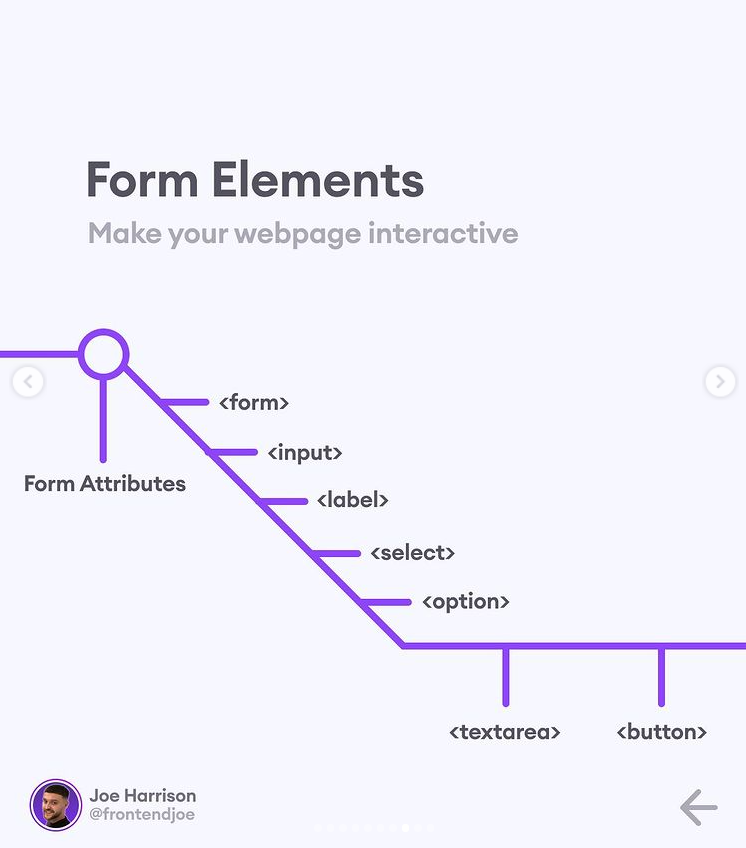 Form Elements
Make your webpage interactive
<form>
<input>
Form Attributes
<label>
<select>
<option>
<textarea>
<button>
Joe Harrison
@frontendjoe